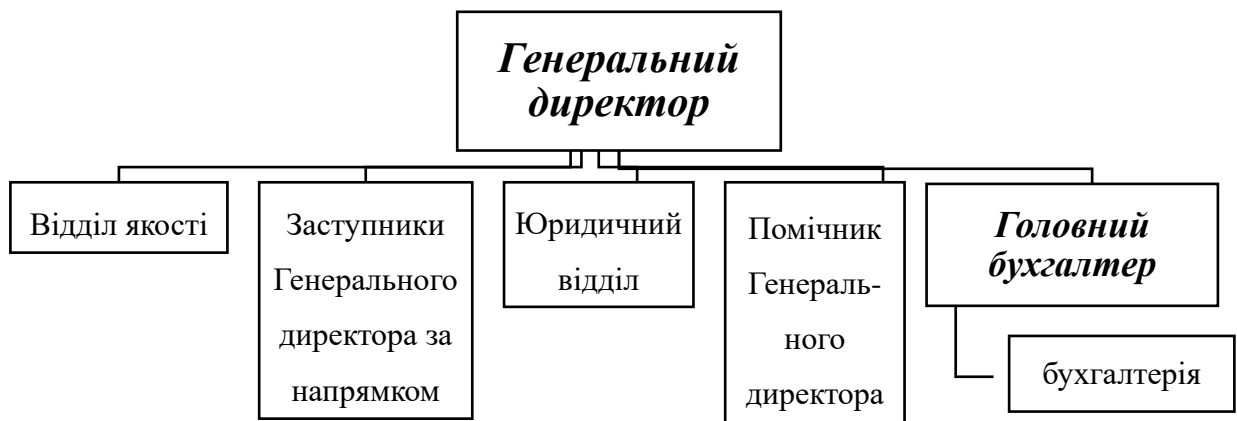 Генеральний
директор
Відділ якості
Заступники
Генерального
директора за
напрямком
Юридичний
відділ
Помічник
Генераль-
ного
директора
Головний
бухгалтер
бухгалтерія